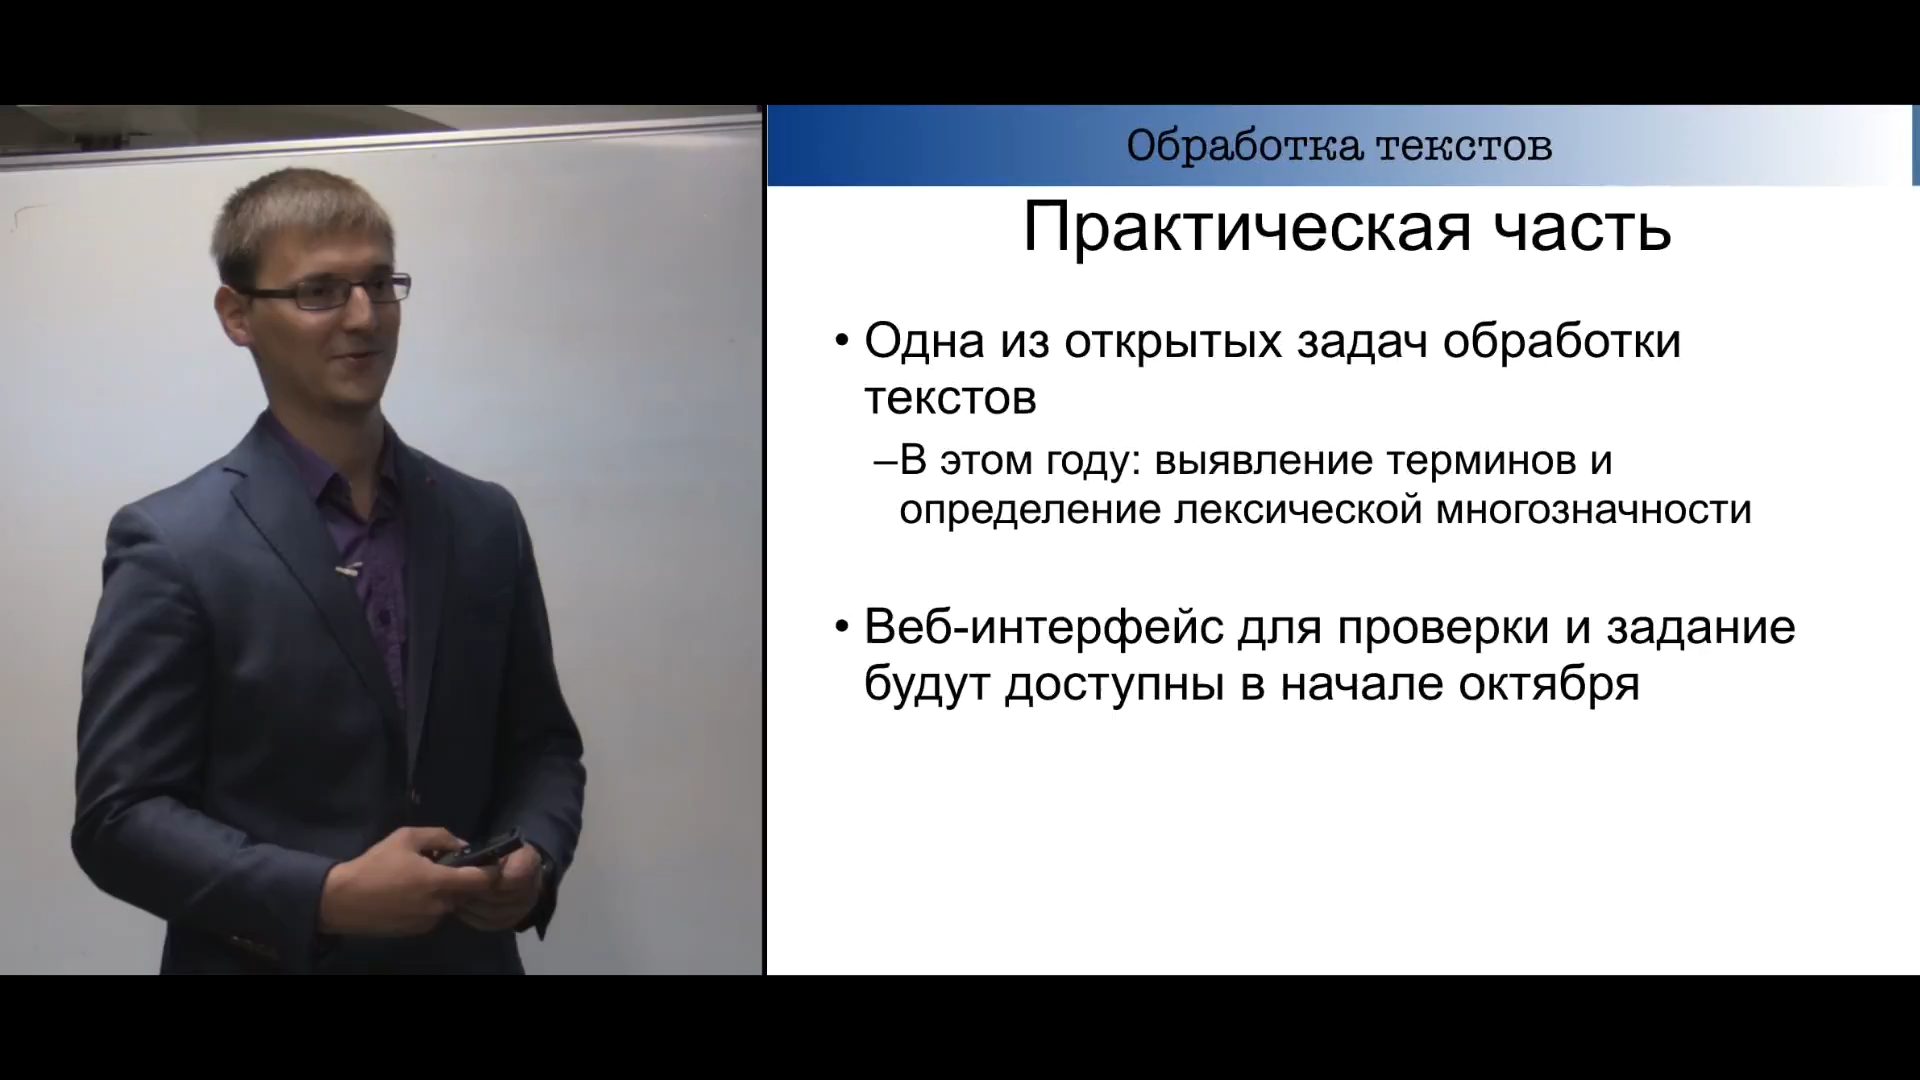 Обработка текстов
Практическая часть
• Одна из открытых задач обработки
текстов
–В этом году: выявление терминов и
определение лексической многозначности
• Веб-интерфейс для проверки и задание
будут доступны в начале октября